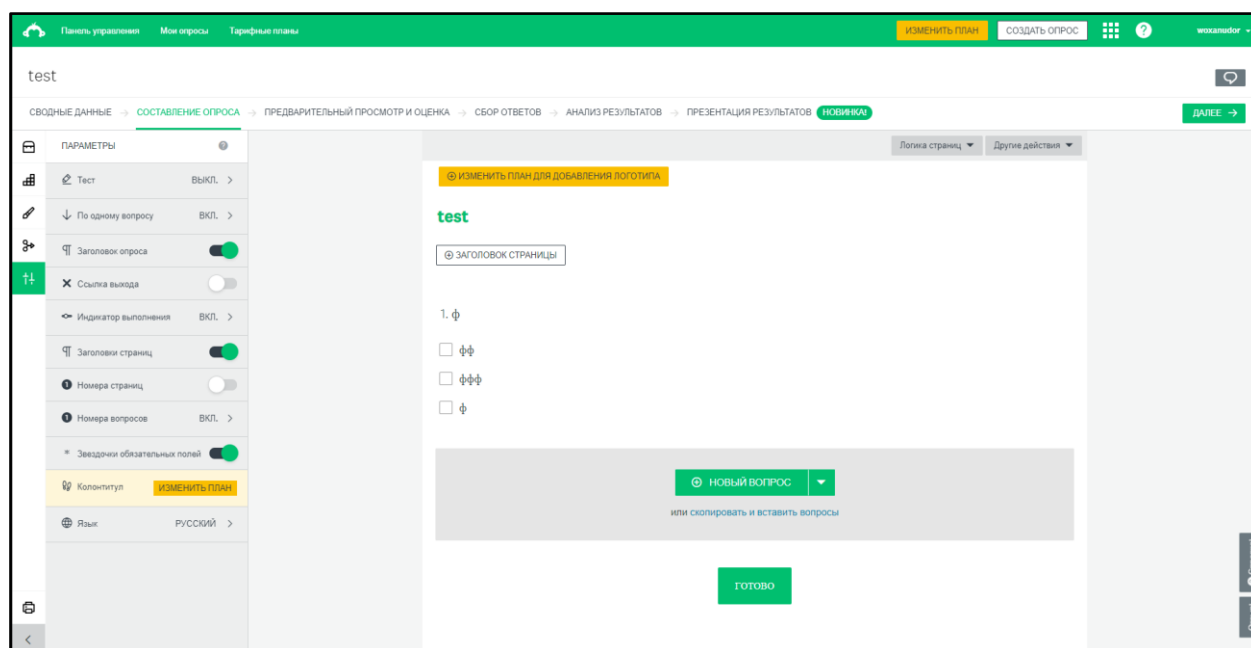 Панель управления Мои опросы Тарифные планы ИЗМЕНИТЬ ПЛАН СОЗДАТЬ ОПРОС ? woxanudor
test
СВОДНЫЕ ДАННЫЕ → СОСТАВЛЕНИЕ ОПРОСА → ПРЕДВАРИТЕЛЬНЫЙ ПРОСМОТР И ОЦЕНКА → СБОР ОТВЕТОВ → АНАЛИЗ РЕЗУЛЬТАТОВ → ПРЕЗЕНТАЦИЯ РЕЗУЛЬТАТОВ НОВИНКА! ДАЛЕЕ →
ПАРАМЕТРЫ ?
Тест ВЫКЛ. >
По одному вопросу ВКЛ. >
Заголовок опроса
Ссылка выхода
Индикатор выполнения ВКЛ. >
Заголовки страниц
Номера страниц
Номера вопросов ВКЛ. >
* Звездочки обязательных полей
Колонтитул ИЗМЕНИТЬ ПЛАН
Язык РУССКИЙ >
Логика страниц Другие действия
ИЗМЕНИТЬ ПЛАН ДЛЯ ДОБАВЛЕНИЯ ЛОГОТИПА
test
ЗАГОЛОВОК СТРАНИЦЫ
1. ф
фф
ффф
ф
НОВЫЙ ВОПРОС
или скопировать и вставить вопросы
ГОТОВО